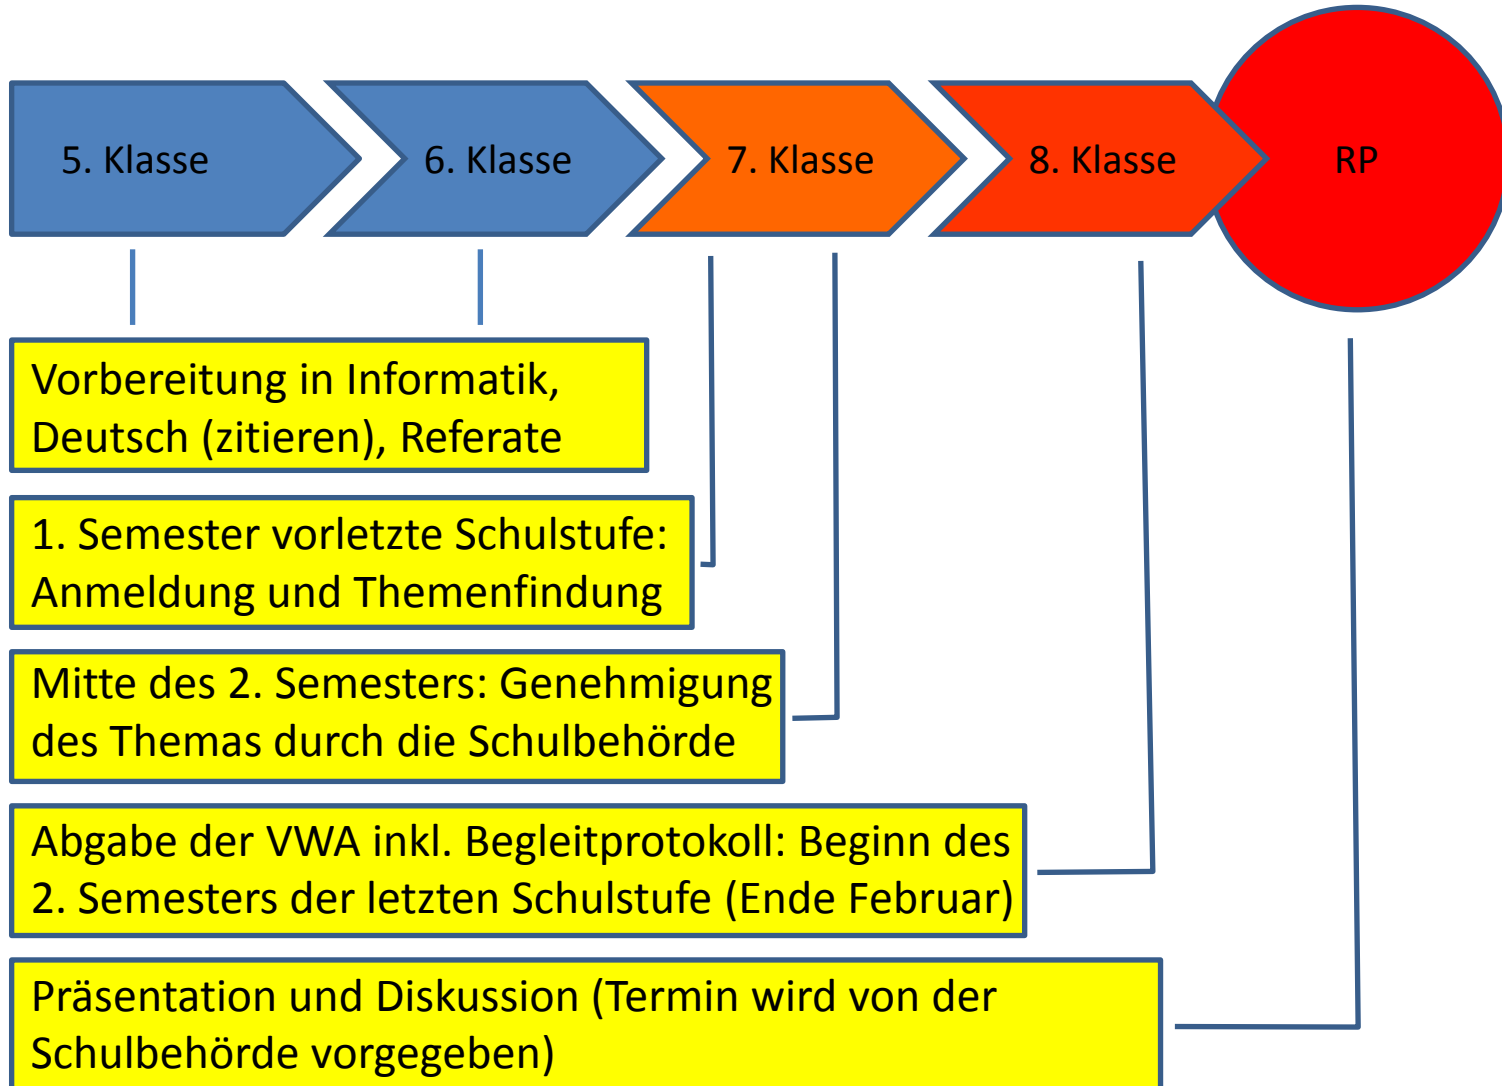 5. Klasse
6. Klasse
7. Klasse
8. Klasse
RP
Vorbereitung in Informatik,
Deutsch (zitieren), Referate
1. Semester vorletzte Schulstufe:
Anmeldung und Themenfindung
Mitte des 2. Semesters: Genehmigung
des Themas durch die Schulbehörde
Abgabe der VWA inkl. Begleitprotokoll: Beginn des
2. Semesters der letzten Schulstufe (Ende Februar)
Präsentation und Diskussion (Termin wird von der
Schulbehörde vorgegeben)